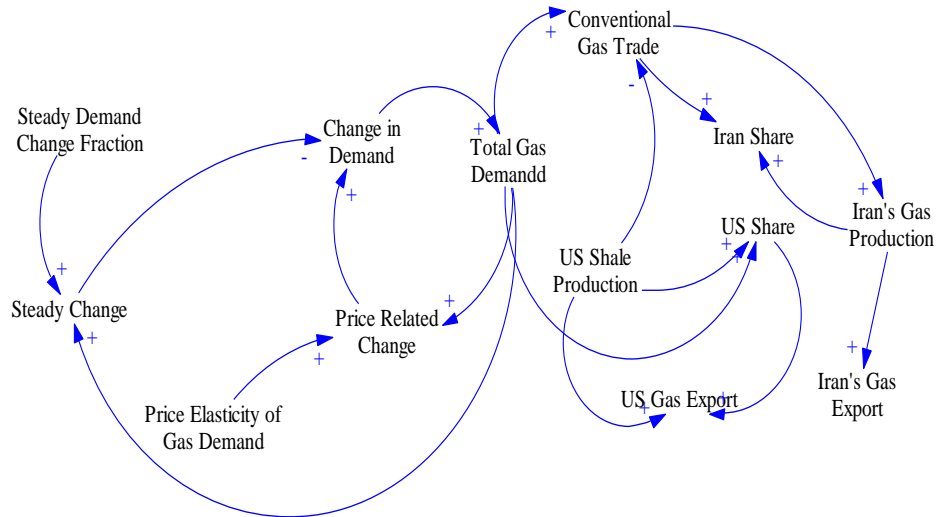 Conventional
Gas Trade
+
-
+
Steady Demand
Change Fraction
Change in
Demand
+
-
+
Total Gas
Demandd
Iran Share
+
+
Iran's Gas
Production
US Share
+
+
US Shale
Production
+
Steady Change
+
+
Price Related
Change
+
+
Price Elasticity of
Gas Demand
US Gas Export
+
+
+
Iran's Gas
Export